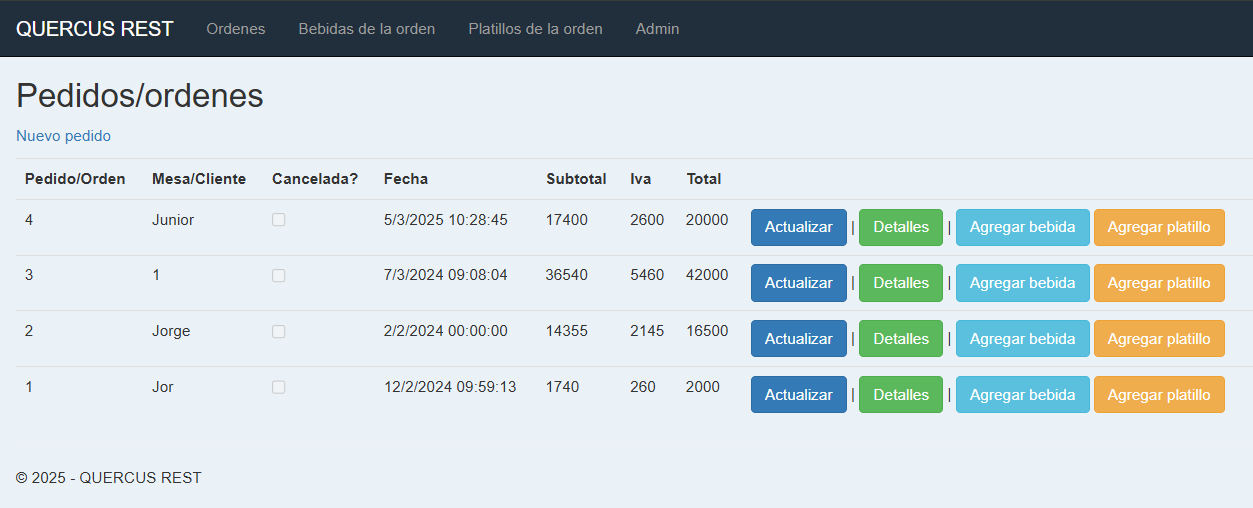 QUERCUS REST Ordenes Bebidas de la orden Platillos de la orden Admin
Pedidos/ordenes
Nuevo pedido
Pedido/Orden Mesa/Cliente Cancelada? Fecha Subtotal Iva Total
4 Junior 5/3/2025 10:28:45 17400 2600 20000 Actualizar | Detalles | Agregar bebida Agregar platillo
3 1 7/3/2024 09:08:04 36540 5460 42000 Actualizar | Detalles | Agregar bebida Agregar platillo
2 Jorge 2/2/2024 00:00:00 14355 2145 16500 Actualizar | Detalles | Agregar bebida Agregar platillo
1 Jor 12/2/2024 09:59:13 1740 260 2000 Actualizar | Detalles | Agregar bebida Agregar platillo
© 2025 - QUERCUS REST